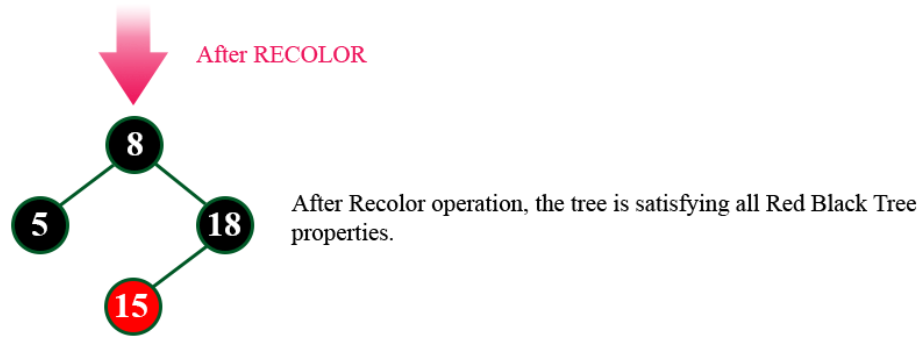 After RECOLOR
8
5
18
After Recolor operation, the tree is satisfying all Red Black Tree
properties.
15